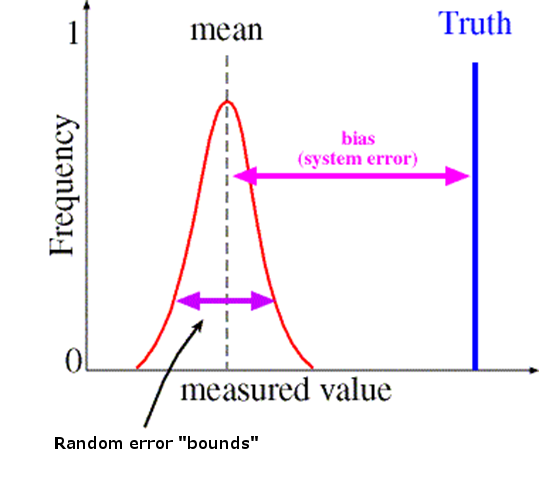 1
mean
Truth
bias
(system error)
Frequency
0
measured value
Random error "bounds"